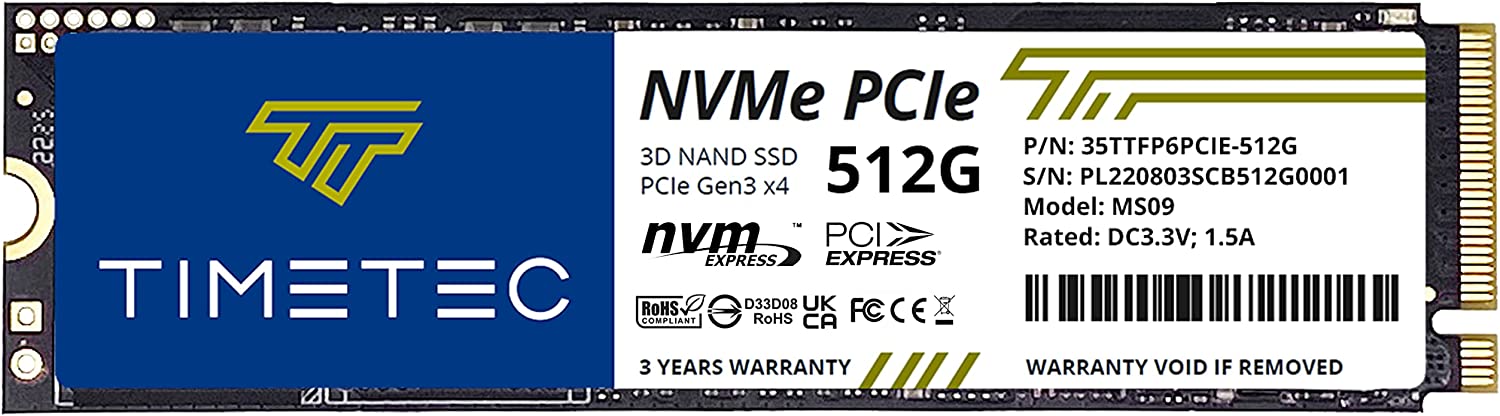 2235
TIMETEC
NVMe PCIe
3D NAND SSD
PCIe Gen3 x4
512G
nvm
EXPRESS™
PCI
EXPRESS®
RoHS
COMPLIANT
D33D08
RoHS
UK
CA
FC CE
3 YEARS WARRANTY
P/N: 35TTFP6PCIE-512G
S/N: PL220803SCB512G0001
Model: MS09
Rated: DC3.3V; 1.5A
WARRANTY VOID IF REMOVED